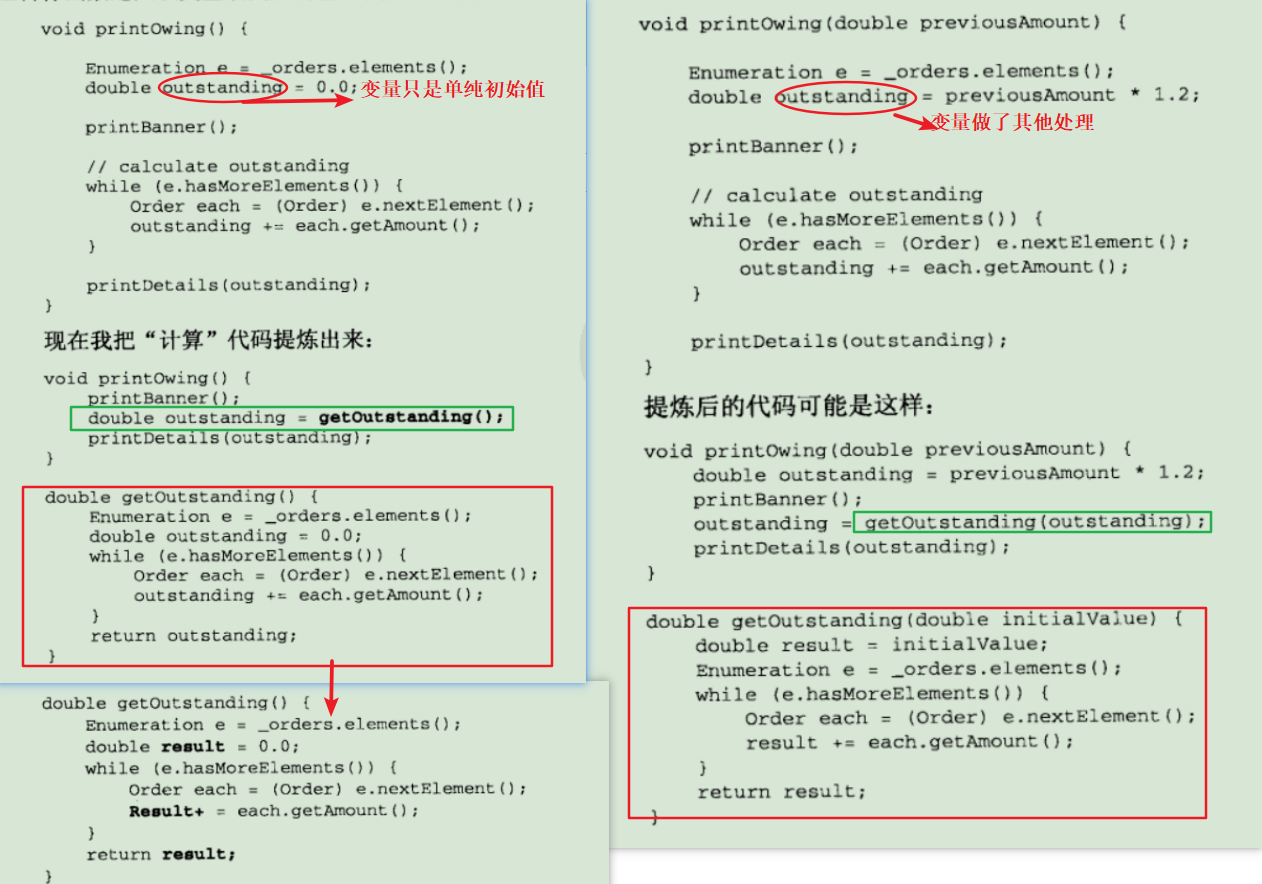 void printOwing() {
Enumeration e = _orders.elements();
double outstanding = 0.0;
变量只是单纯初始值
printBanner();
// calculate outstanding
while (e.hasMoreElements()) {
Order each = (Order) e.nextElement();
outstanding += each.getAmount();
}
printDetails(outstanding);
}
现在我把“计算”代码提炼出来:
void printOwing() {
printBanner();
double outstanding = getOutstanding();
printDetails(outstanding);
}
double getOutstanding() {
Enumeration e = _orders.elements();
double outstanding = 0.0;
while (e.hasMoreElements()) {
Order each = (Order) e.nextElement();
outstanding += each.getAmount();
}
return outstanding;
}
double getOutstanding() {
Enumeration e = _orders.elements();
double result = 0.0;
while (e.hasMoreElements()) {
Order each = (Order) e.nextElement();
Result+ = each.getAmount();
}
return result;
}
void printOwing(double previousAmount) {
Enumeration e = _orders.elements();
double outstanding = previousAmount * 1.2;
变量做了其他处理
printBanner();
// calculate outstanding
while (e.hasMoreElements()) {
Order each = (Order) e.nextElement();
outstanding += each.getAmount();
}
printDetails(outstanding);
}
提炼后的代码可能是这样:
void printOwing(double previousAmount) {
double outstanding = previousAmount * 1.2;
printBanner();
outstanding = getOutstanding(outstanding);
printDetails(outstanding);
}
double getOutstanding(double initialValue) {
double result = initialValue;
Enumeration e = _orders.elements();
while (e.hasMoreElements()) {
Order each = (Order) e.nextElement();
result += each.getAmount();
}
return result;
}